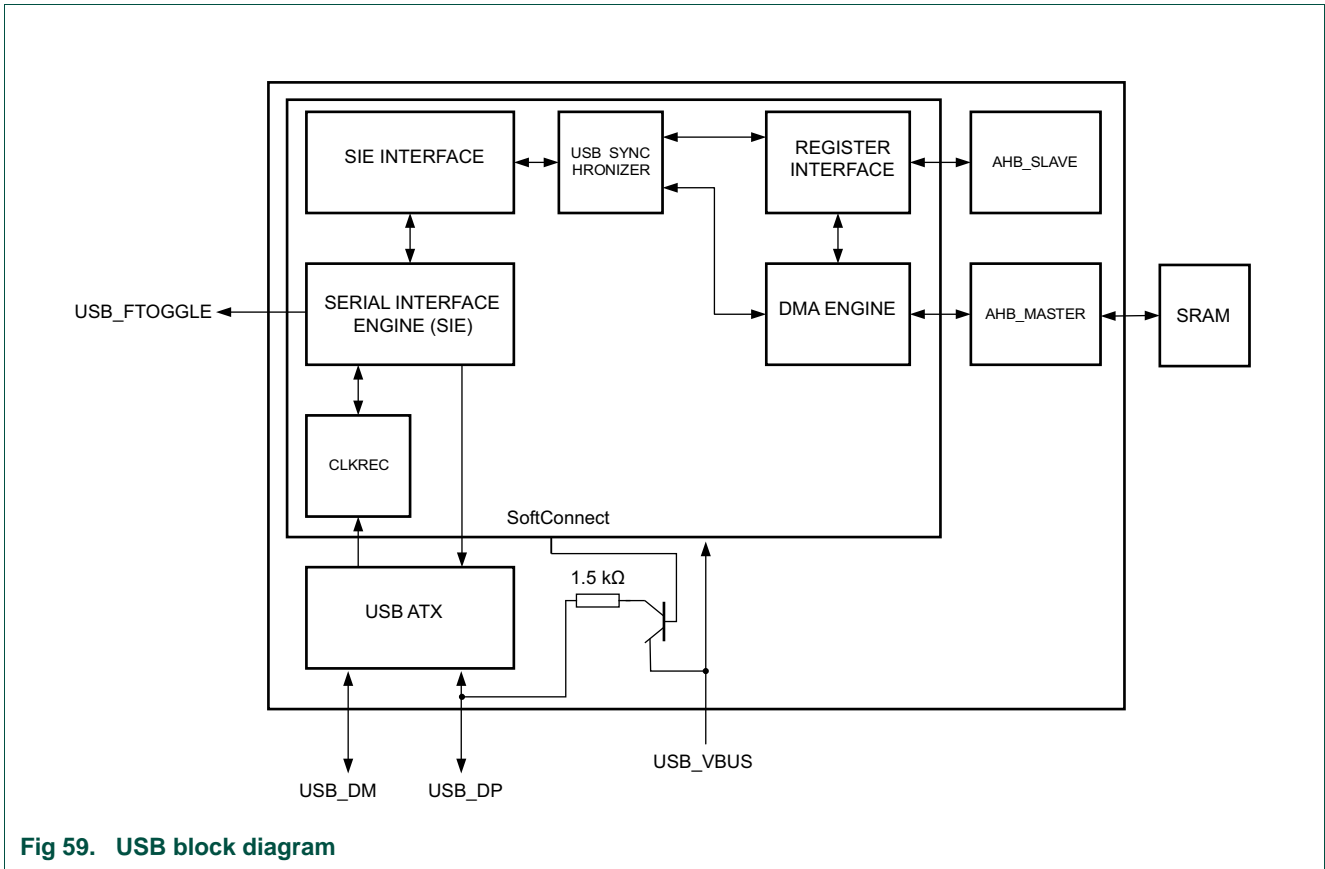 SIE INTERFACE
USB SYNC
HRONIZER
REGISTER
INTERFACE
AHB_SLAVE
USB_FTOGGLE
SERIAL INTERFACE
ENGINE (SIE)
DMA ENGINE
AHB_MASTER
SRAM
CLKREC
SoftConnect
USB ATX
1.5 kΩ
USB_DM
USB_DP
USB_VBUS
Fig 59. USB block diagram